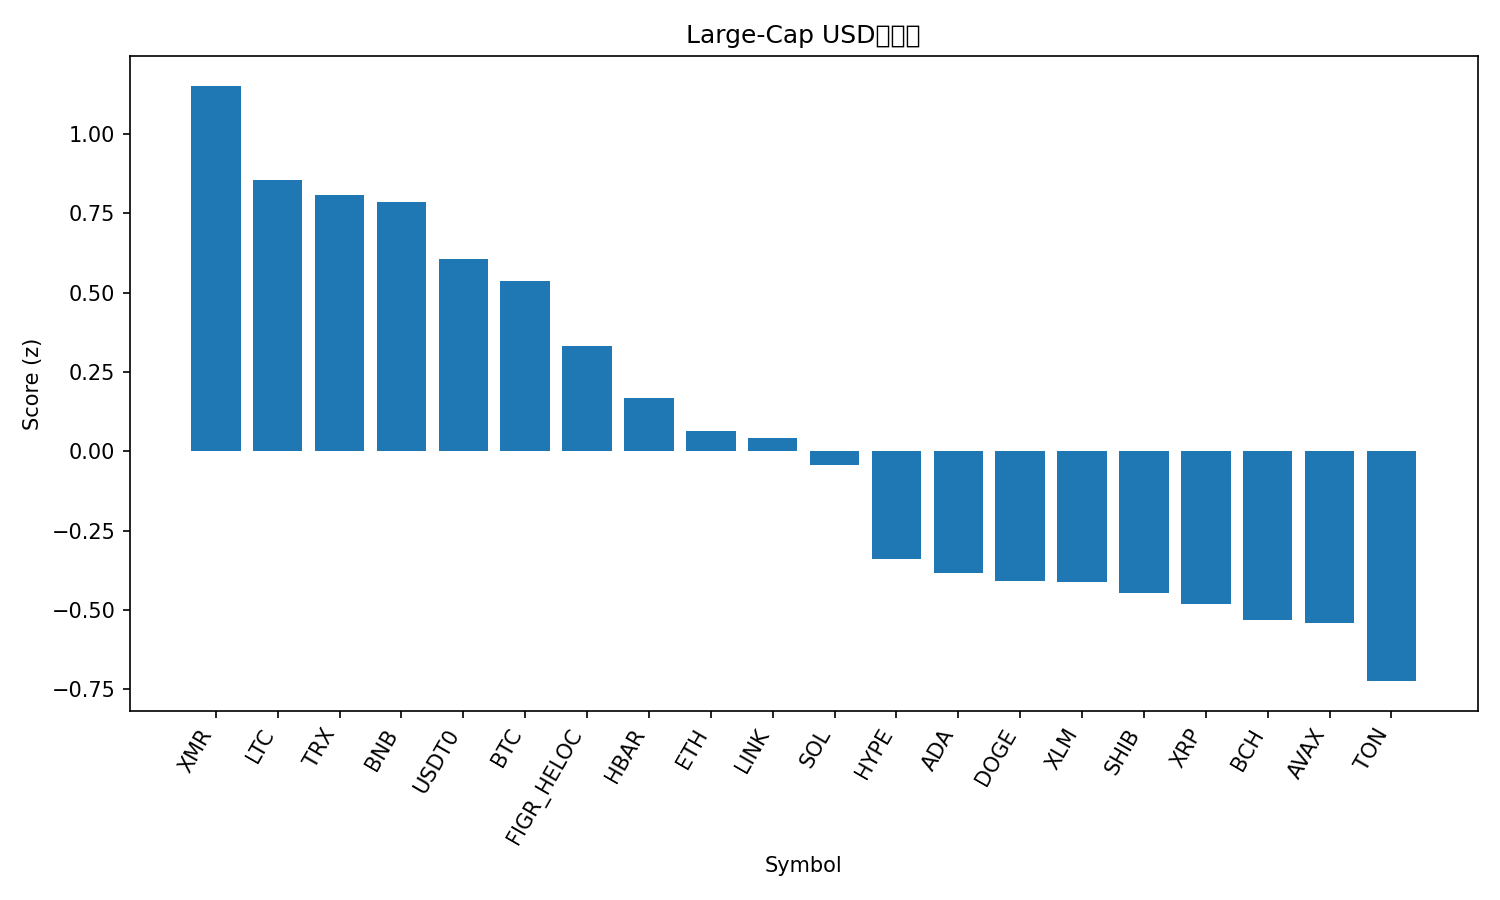 Large-Cap USD
1.00
0.75
0.50
0.25
0.00
−0.25
−0.50
−0.75
Score (z)
XMR
LTC
TRX
BNB
USDT0
BTC
FIGR_HELOC
HBAR
ETH
LINK
SOL
HYPE
ADA
DOGE
XLM
SHIB
XRP
BCH
AVAX
TON
Symbol